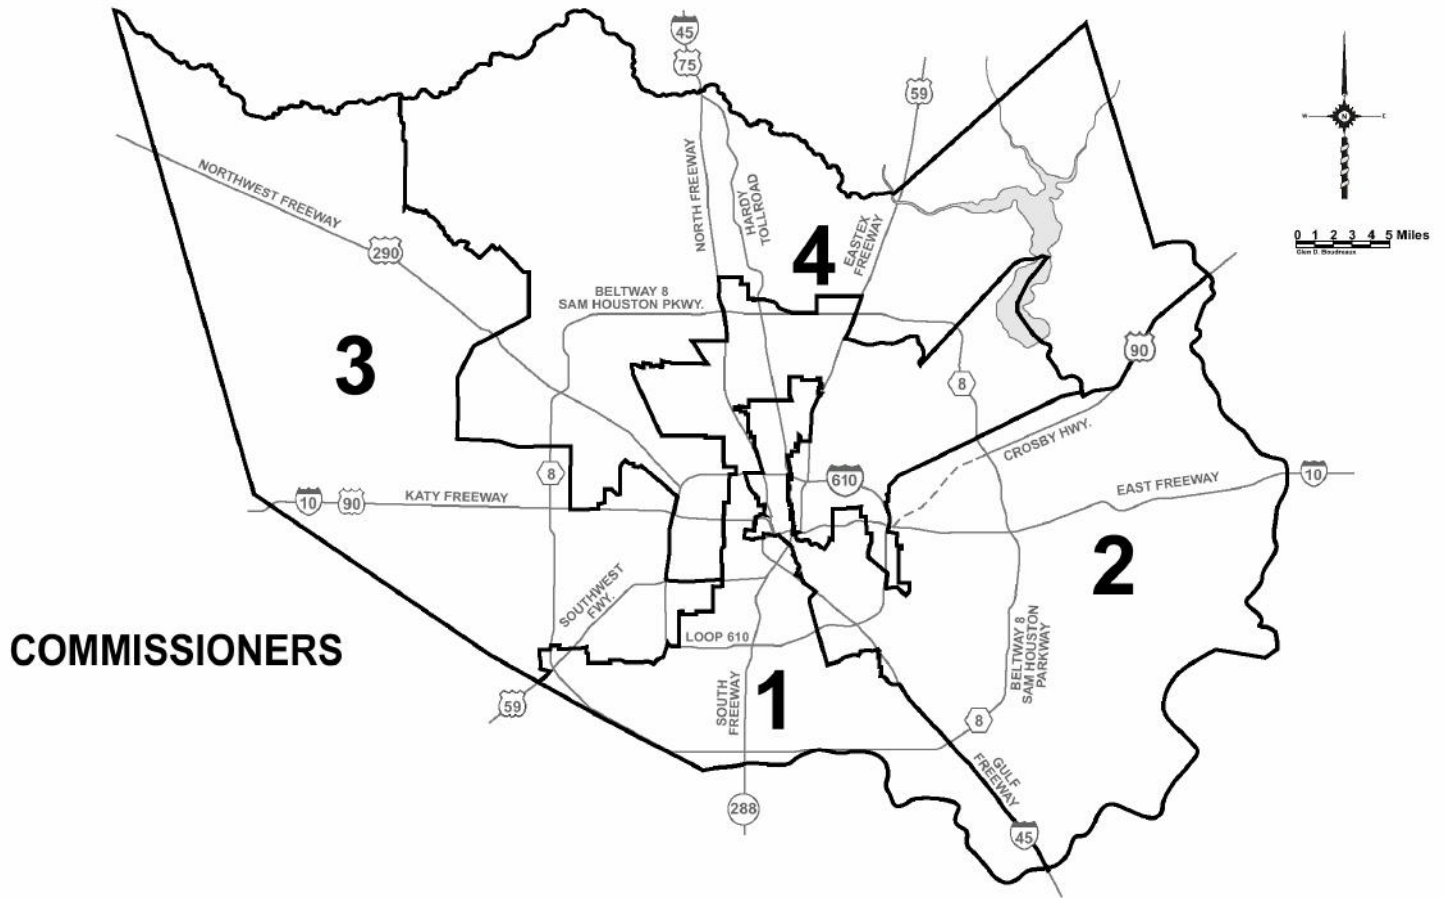 45
75
59
N
W
E
NORTHWEST FREEWAY
NORTH FREEWAY
HARDY
TOLLROAD
EASTEX
FREEWAY
4
0 1 2 3 4 5 Miles
Glen D. Boudreaux
290
BELTWAY 8
SAM HOUSTON PKWY.
3
90
8
CROSBY HWY.
8
610
10
90
KATY FREEWAY
EAST FREEWAY
10
2
SOUTHWEST
FWY.
COMMISSIONERS
LOOP 610
BELTWAY 8
SAM HOUSTON
PARKWAY
1
SOUTH
FREEWAY
59
8
GULF
FREEWAY
288
45